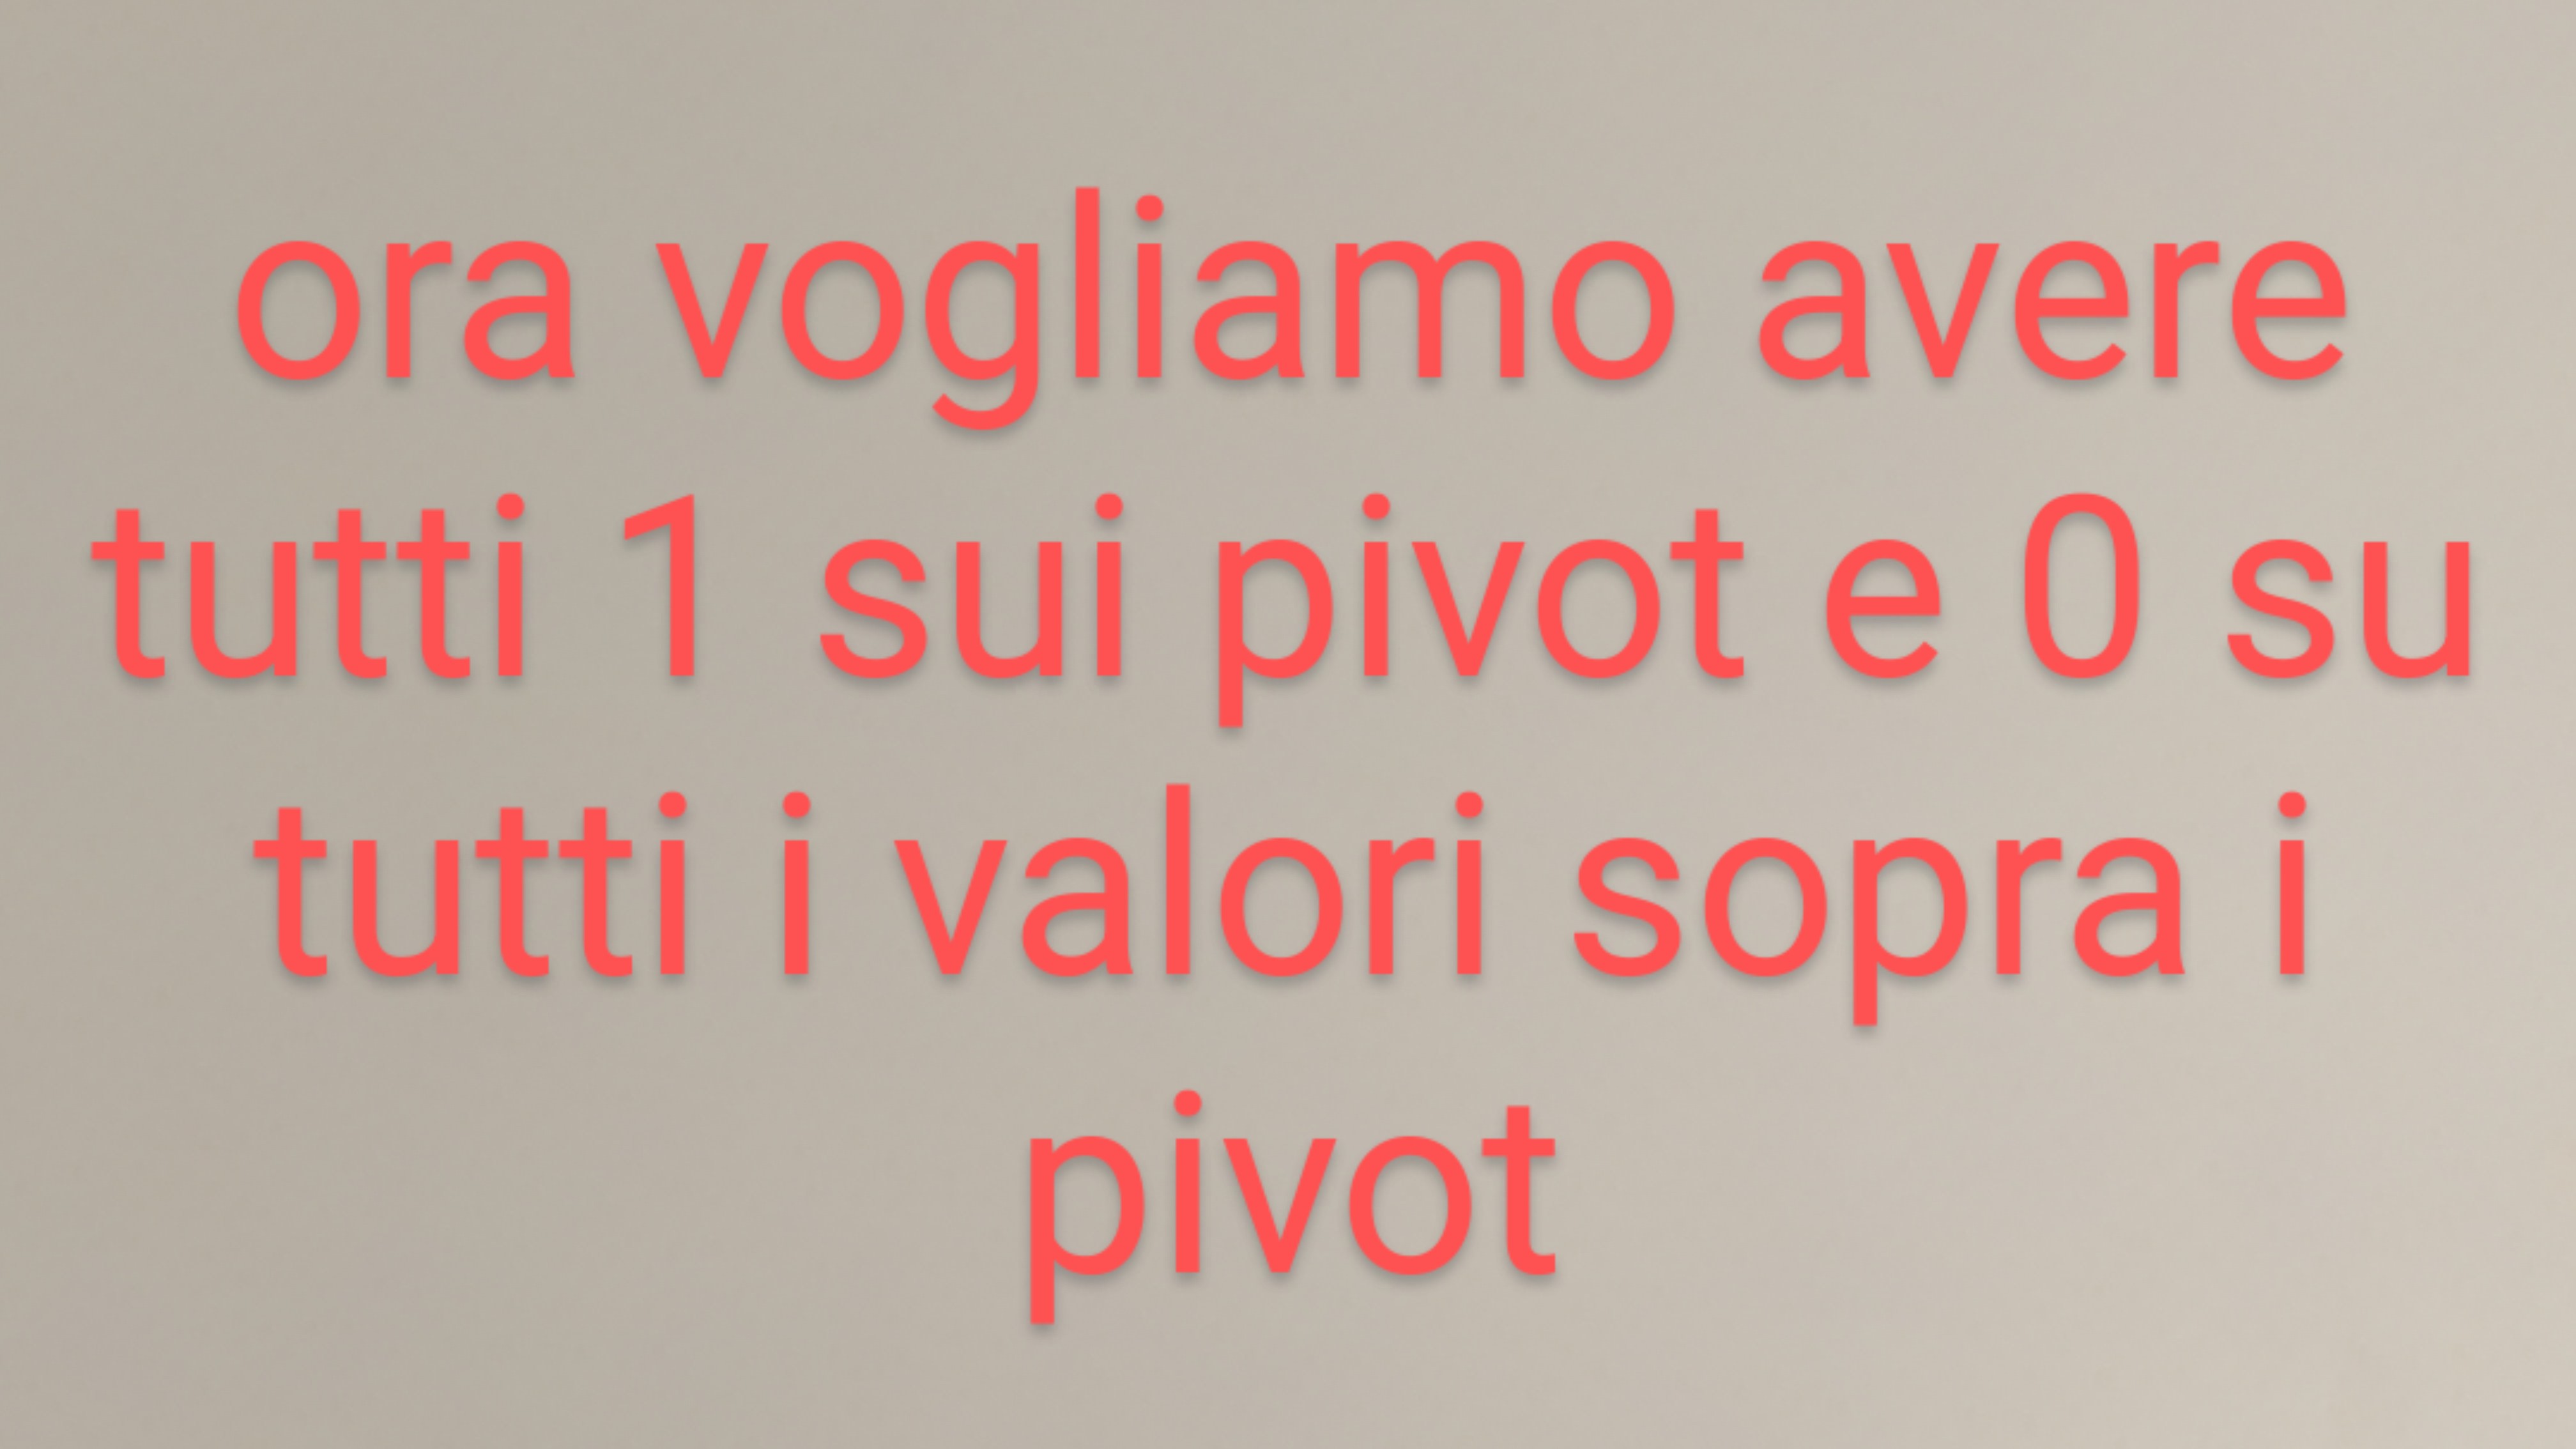 ora vogliamo avere
tutti 1 sui pivot e 0 su
tutti i valori sopra i
pivot